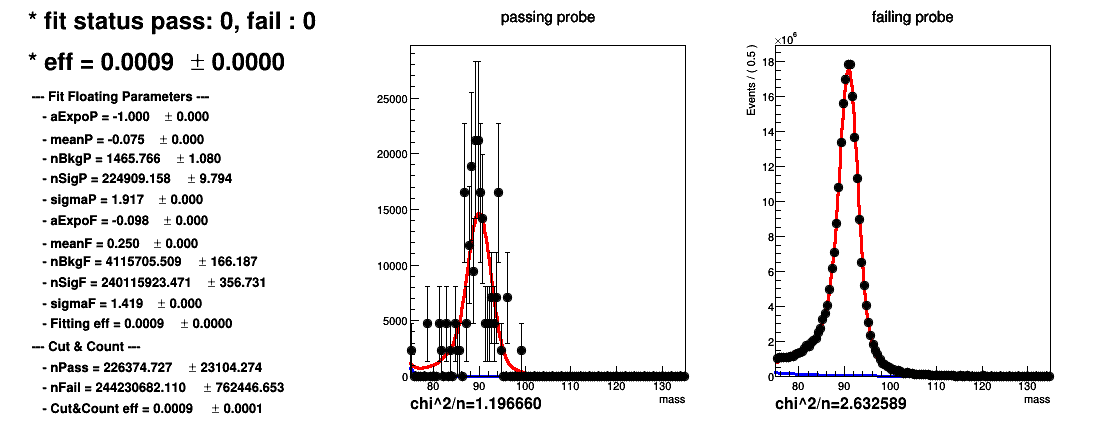 * fit status pass: 0, fail : 0
* eff = 0.0009 ± 0.0000
--- Fit Floating Parameters ---
- aExpoP = -1.000 ± 0.000
- meanP = -0.075 ± 0.000
- nBkgP = 1465.766 ± 1.080
- nSigP = 224909.158 ± 9.794
- sigmaP = 1.917 ± 0.000
- aExpoF = -0.098 ± 0.000
- meanF = 0.250 ± 0.000
- nBkgF = 4115705.509 ± 166.187
- nSigF = 240115923.471 ± 356.731
- sigmaF = 1.419 ± 0.000
- Fitting eff = 0.0009 ± 0.0000
--- Cut & Count ---
- nPass = 226374.727 ± 23104.274
- nFail = 244230682.110 ± 762446.653
- Cut&Count eff = 0.0009 ± 0.0001
passing probe
25000
20000
15000
10000
5000
0
80 90 100 110 120 130
mass
chi^2/n=1.196660
failing probe
×10^6
Events / ( 0.5 )
18
16
14
12
10
8
6
4
2
0
80 90 100 110 120 130
mass
chi^2/n=2.632589